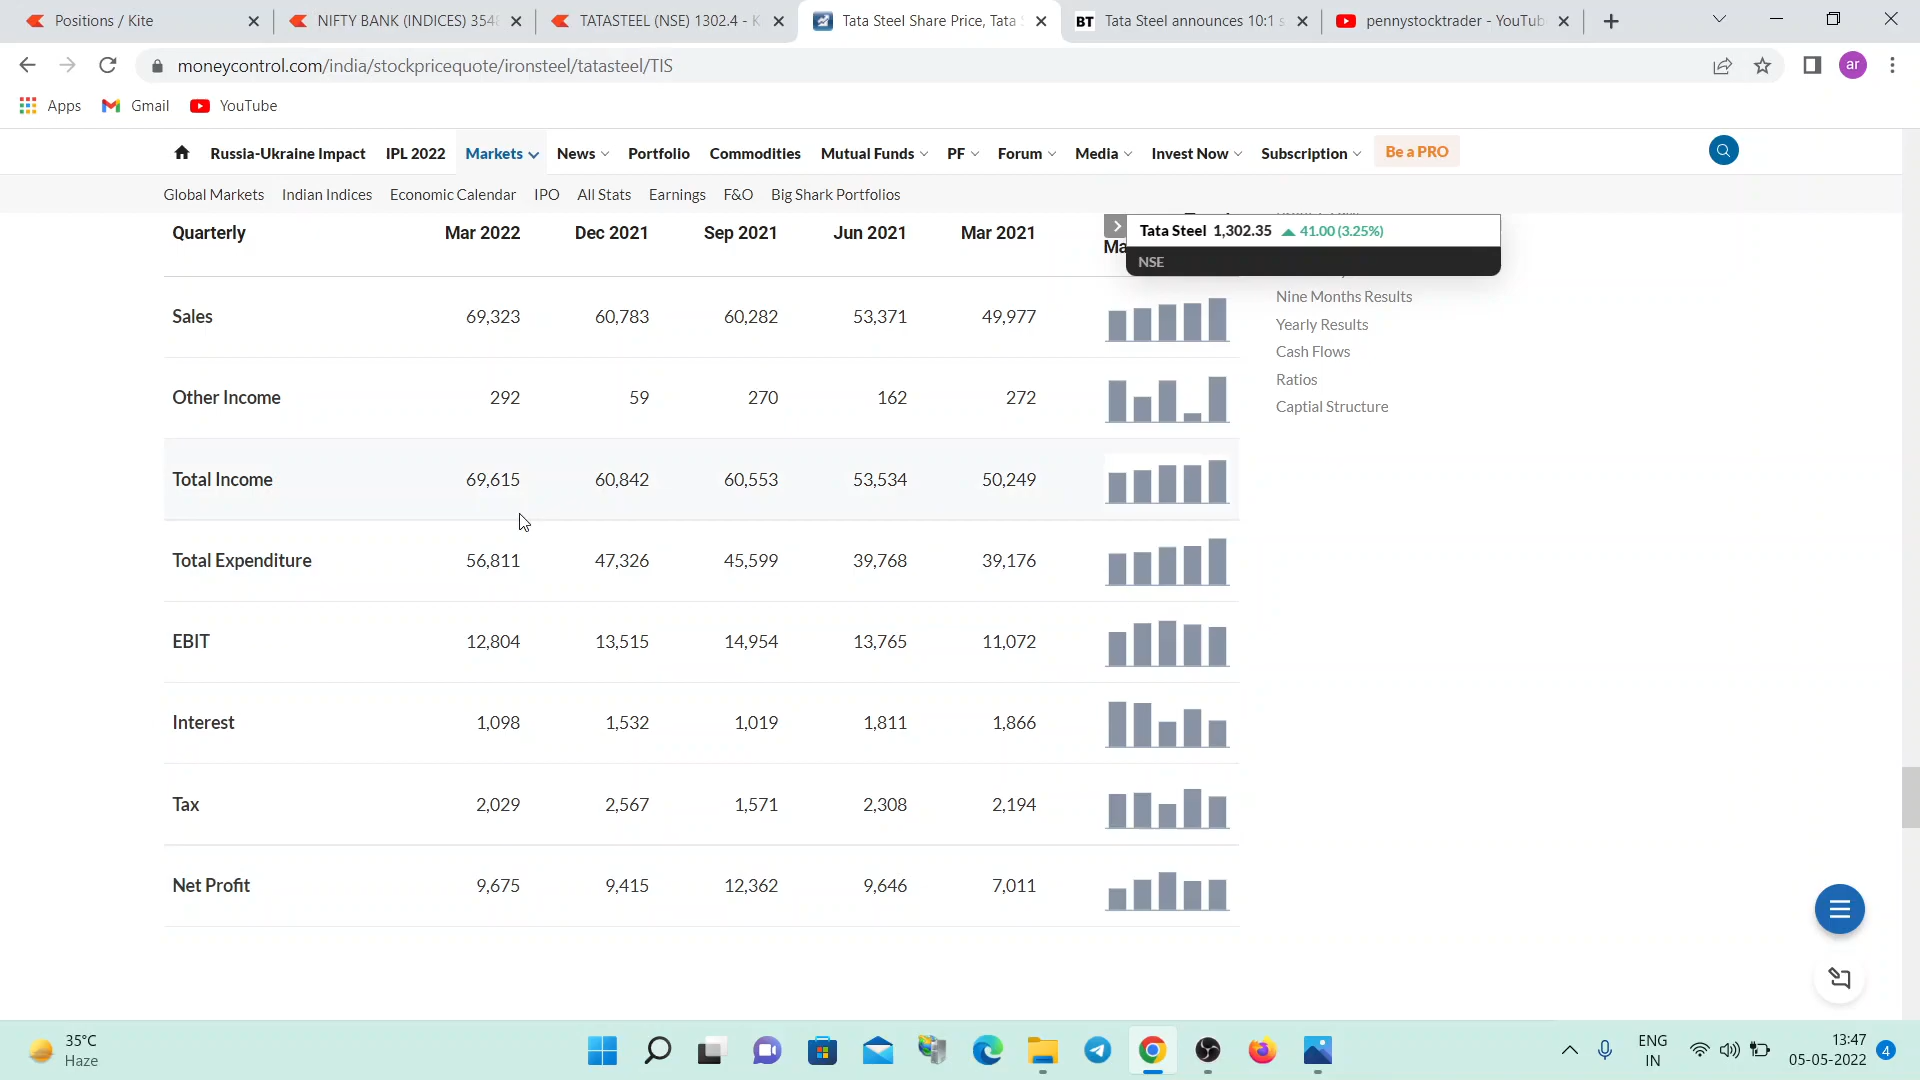 Positions / Kite
NIFTY BANK (INDICES) 354
TATASTEEL (NSE) 1302.4 - K
Tata Steel Share Price, Tata
BT Tata Steel announces 10:1 s
pennystocktrader - YouTub
moneycontrol.com/india/stockpricequote/ironsteel/tatasteel/TIS
ar
Apps Gmail YouTube
Russia-Ukraine Impact IPL 2022 Markets News Portfolio Commodities Mutual Funds PF Forum Media Invest Now Subscription Be a PRO
Global Markets Indian Indices Economic Calendar IPO All Stats Earnings F&O Big Shark Portfolios
Quarterly Mar 2022 Dec 2021 Sep 2021 Jun 2021 Mar 2021
Tata Steel 1,302.35 41.00 (3.25%)
NSE
Nine Months Results
Yearly Results
Cash Flows
Ratios
Captial Structure
Sales 69,323 60,783 60,282 53,371 49,977
Other Income 292 59 270 162 272
Total Income 69,615 60,842 60,553 53,534 50,249
Total Expenditure 56,811 47,326 45,599 39,768 39,176
EBIT 12,804 13,515 14,954 13,765 11,072
Interest 1,098 1,532 1,019 1,811 1,866
Tax 2,029 2,567 1,571 2,308 2,194
Net Profit 9,675 9,415 12,362 9,646 7,011
35°C
Haze
ENG
IN
13:47
05-05-2022
4